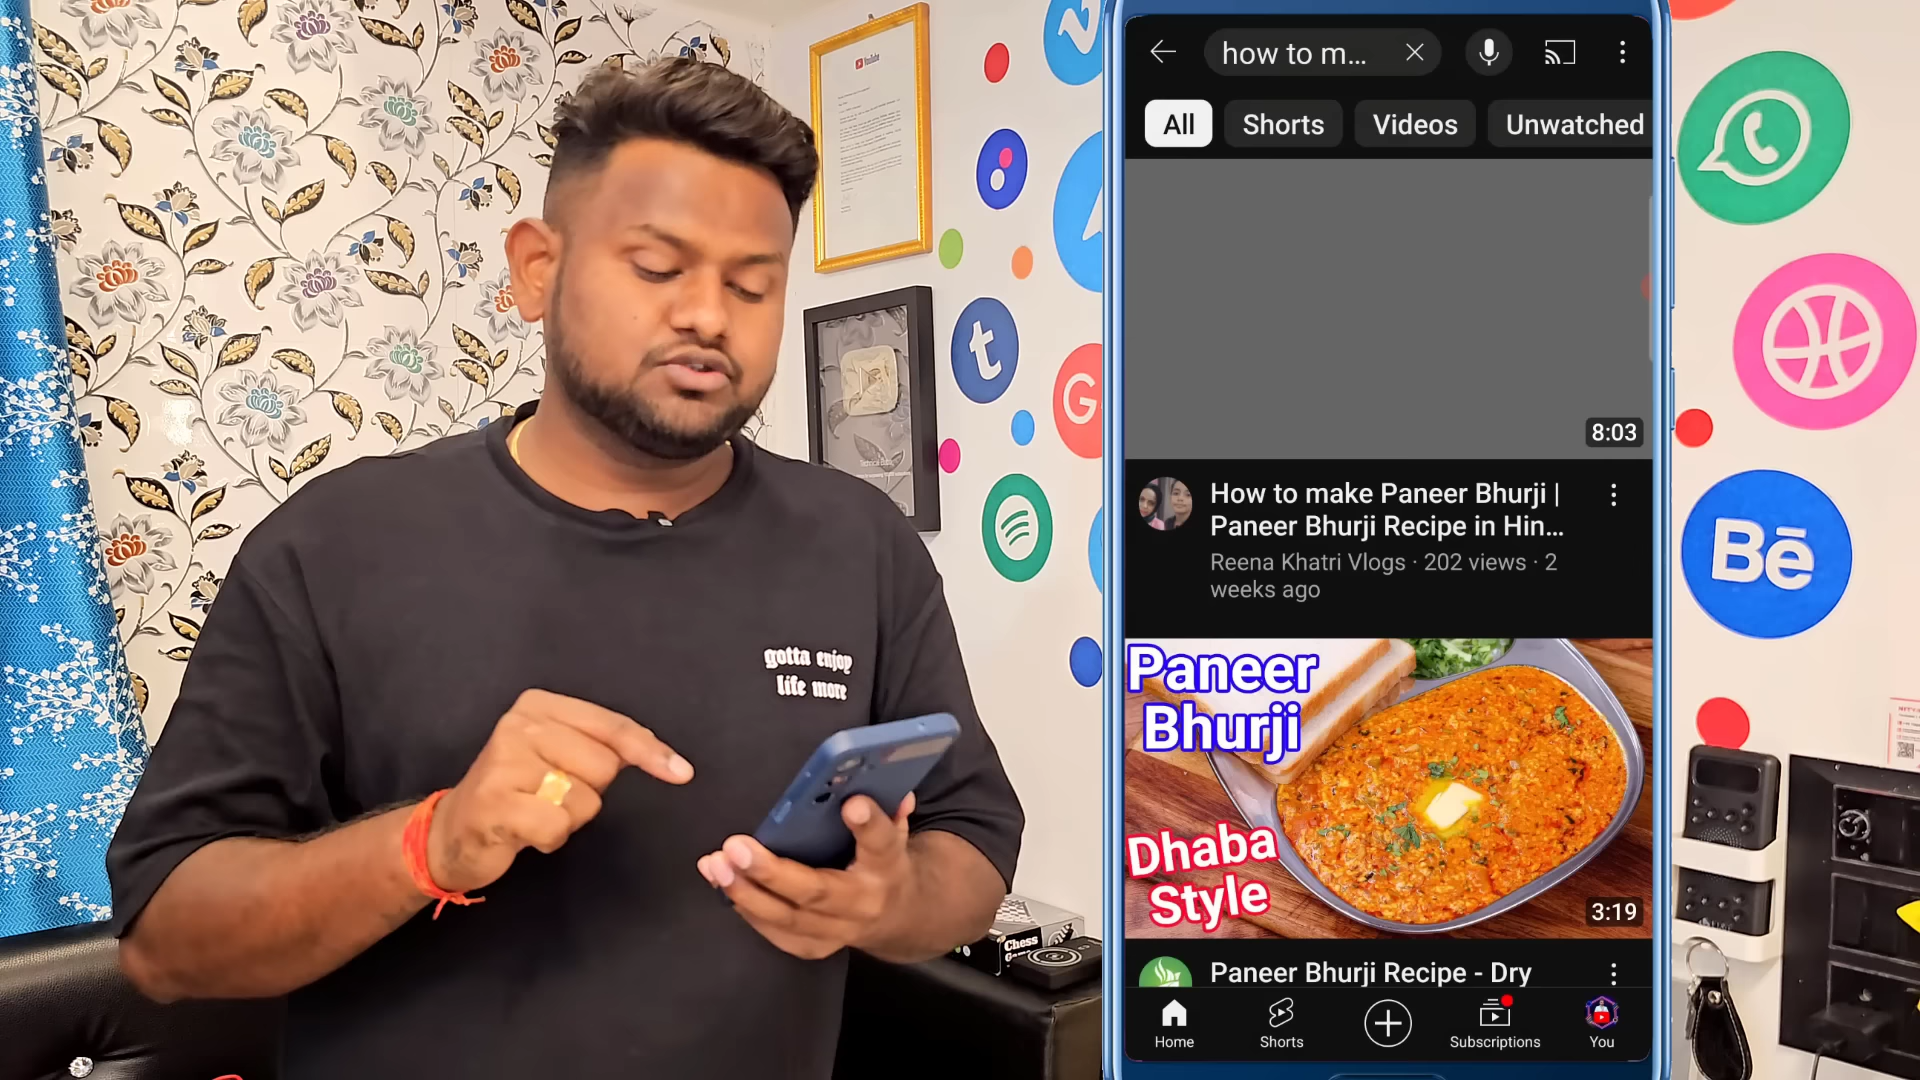 YouTube
gotta enjoy
life more
Chess
t
G
Bē
how to m...
All
Shorts
Videos
Unwatched
8:03
How to make Paneer Bhurji |
Paneer Bhurji Recipe in Hin...
Reena Khatri Vlogs · 202 views · 2
weeks ago
Paneer
Bhurji
Dhaba
Style
3:19
Paneer Bhurji Recipe - Dry
Home
Shorts
Subscriptions
You